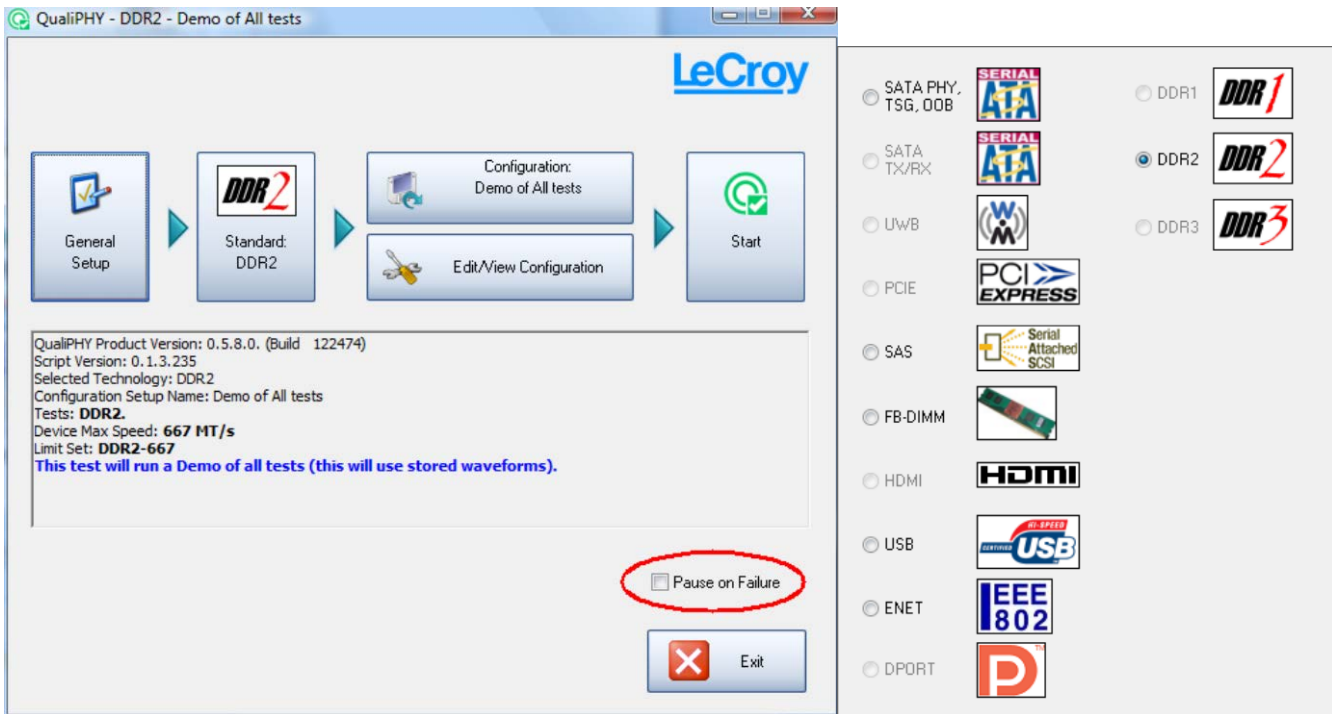 QualiPHY - DDR2 - Demo of All tests
LeCroy
General
Setup
DDR2
Standard:
DDR2
Configuration:
Demo of All tests
Edit/View Configuration
Start
QualiPHY Product Version: 0.5.8.0. (Build 122474)
Script Version: 0.1.3.235
Selected Technology: DDR2
Configuration Setup Name: Demo of All tests
Tests: DDR2.
Device Max Speed: 667 MT/s
Limit Set: DDR2-667
This test will run a Demo of all tests (this will use stored waveforms).
Pause on Failure
Exit
SATA PHY,
TSG, OOB
SERIAL
ATA
SATA
TX/RX
SERIAL
ATA
UWB
WM
PCIE
PCI
EXPRESS
SAS
Serial
Attached
SCSI
FB-DIMM
HDMI
HDMI
USB
HI-SPEED
CERTIFIED
USB
ENET
IEEE
802
DPORT
DDR1
DDR1
DDR2
DDR2
DDR3
DDR3